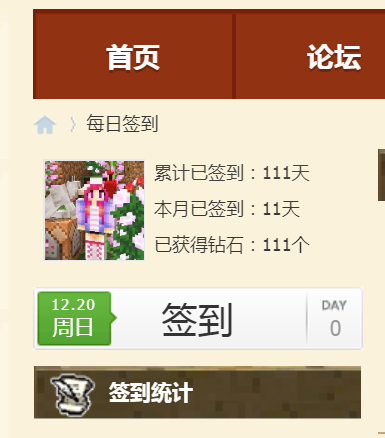 首页 论坛
每日签到
累计已签到：111天
本月已签到：11天
已获得钻石：111个
12.20
周日
签到
DAY
0
签到统计